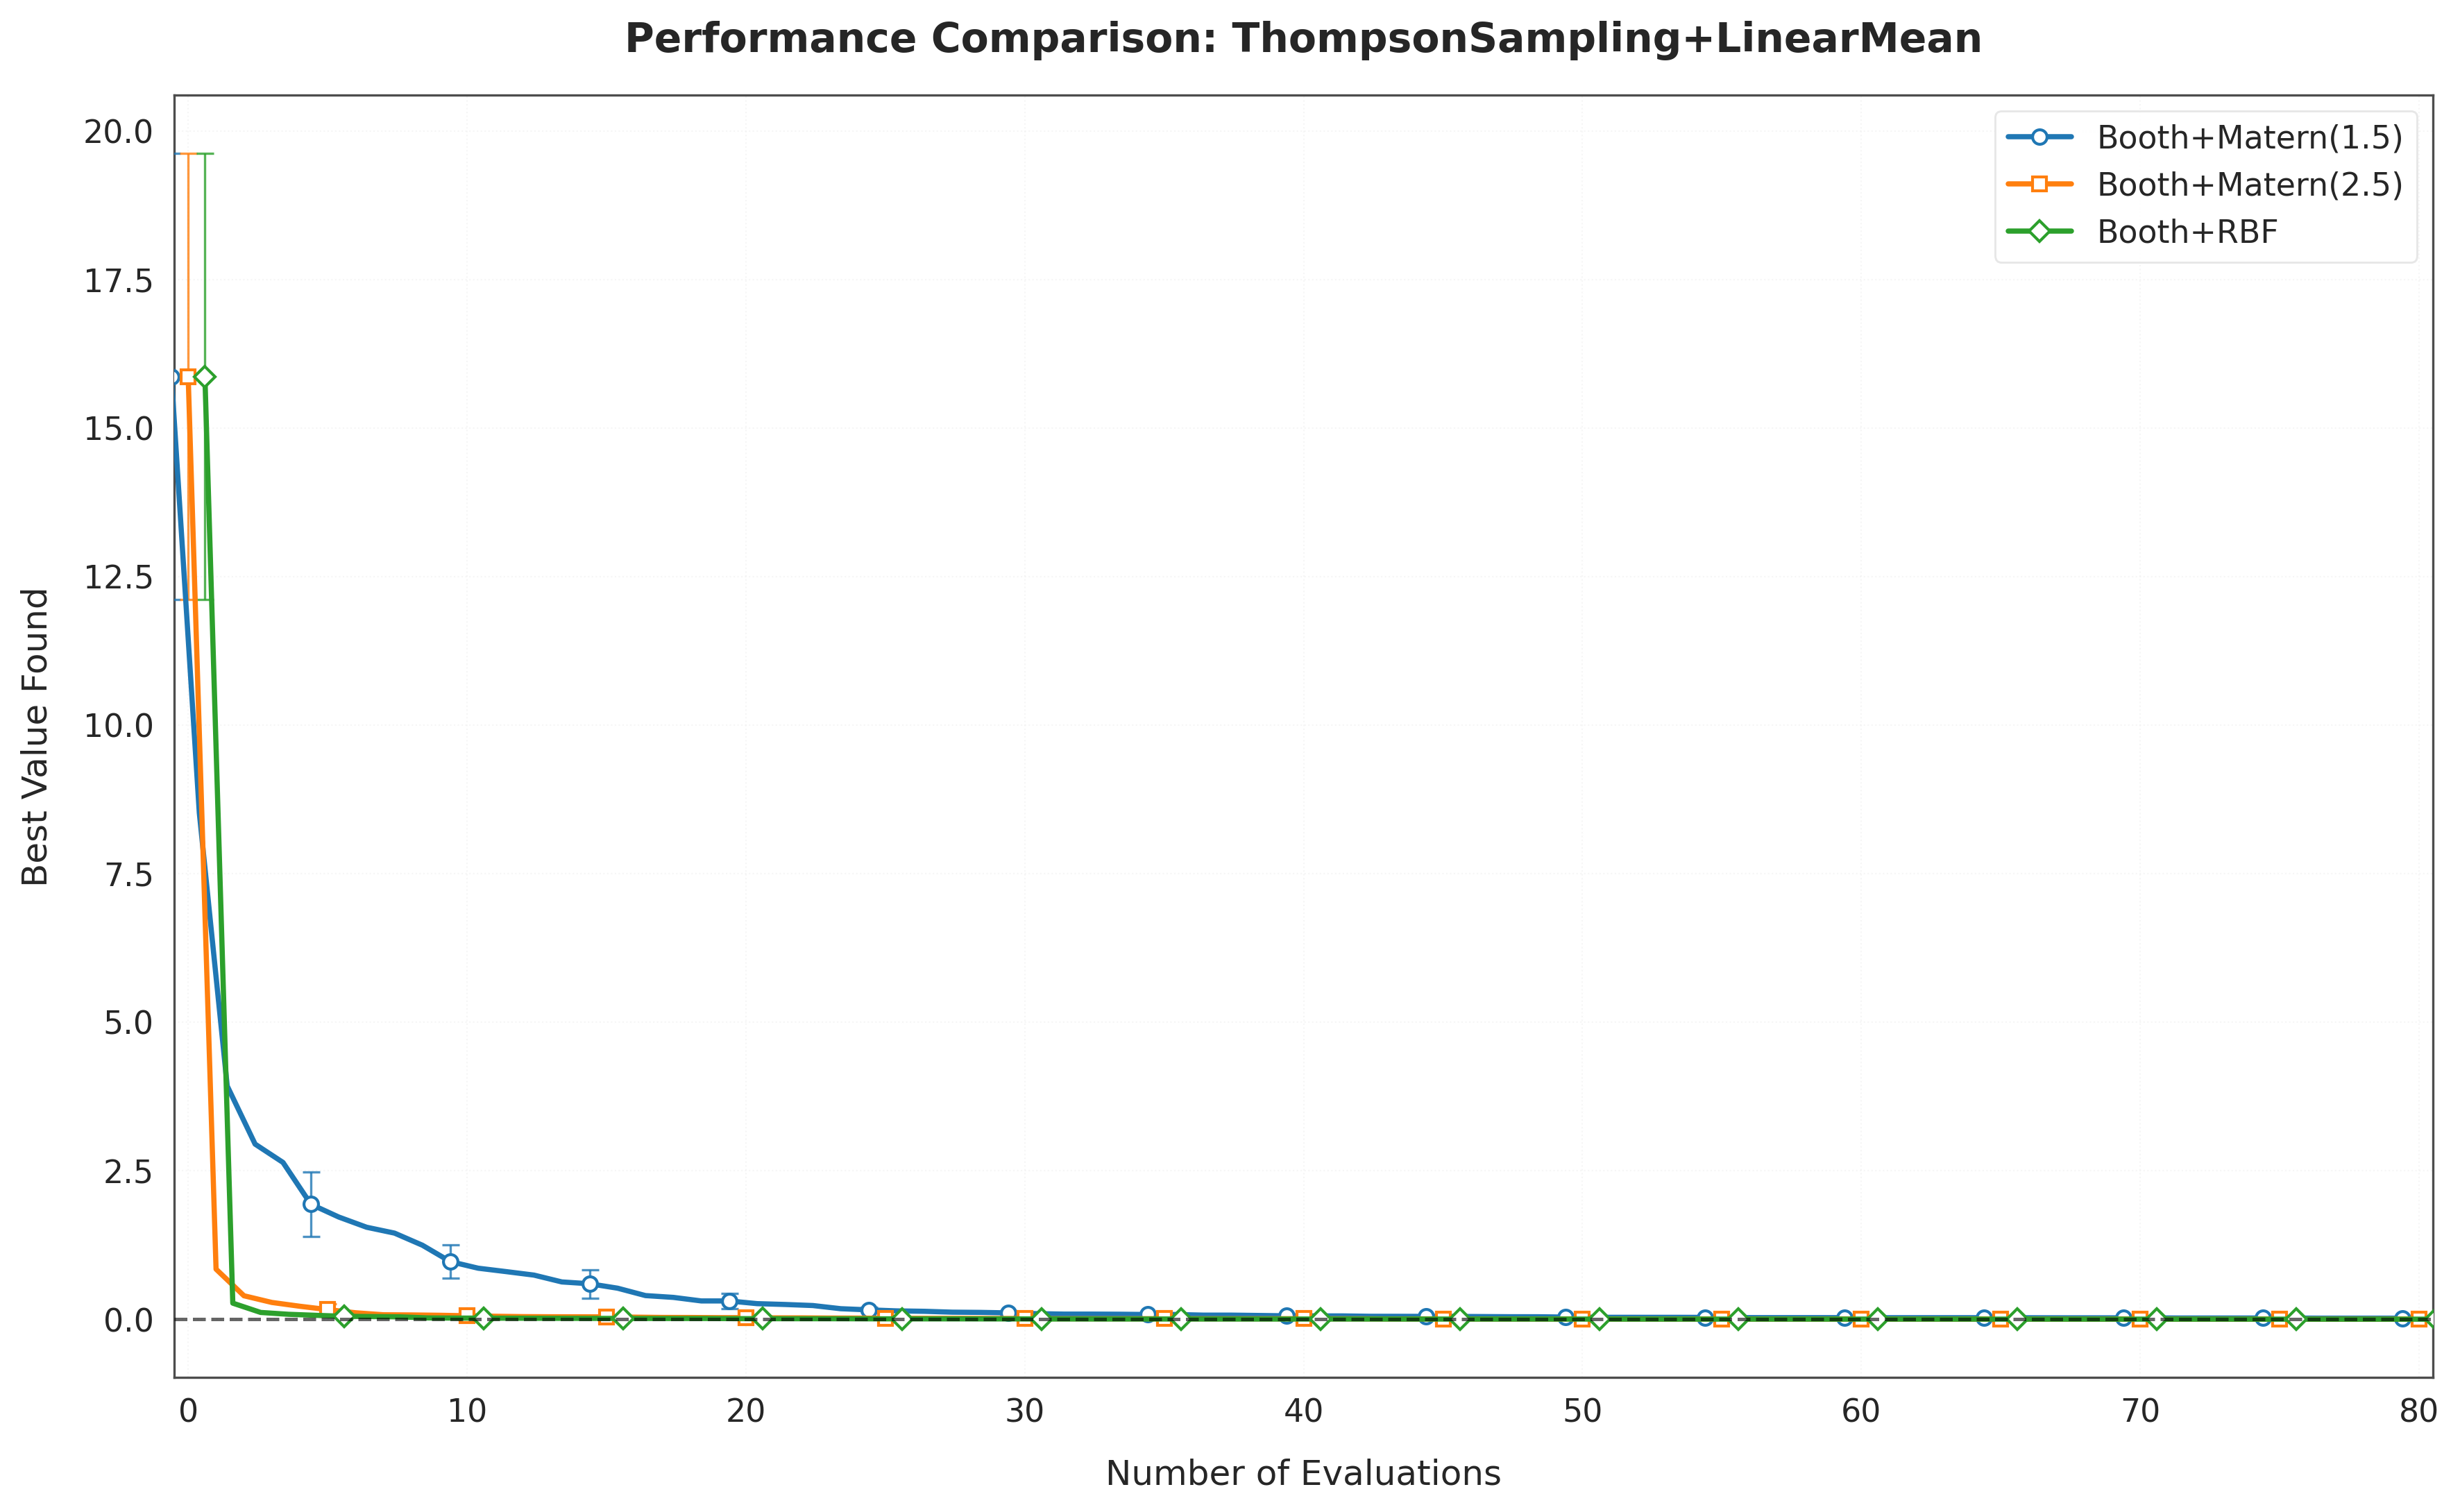 Performance Comparison: ThompsonSampling+LinearMean
Booth+Matern(1.5)
Booth+Matern(2.5)
Booth+RBF
Best Value Found
20.0
17.5
15.0
12.5
10.0
7.5
5.0
2.5
0.0
0 10 20 30 40 50 60 70 80
Number of Evaluations